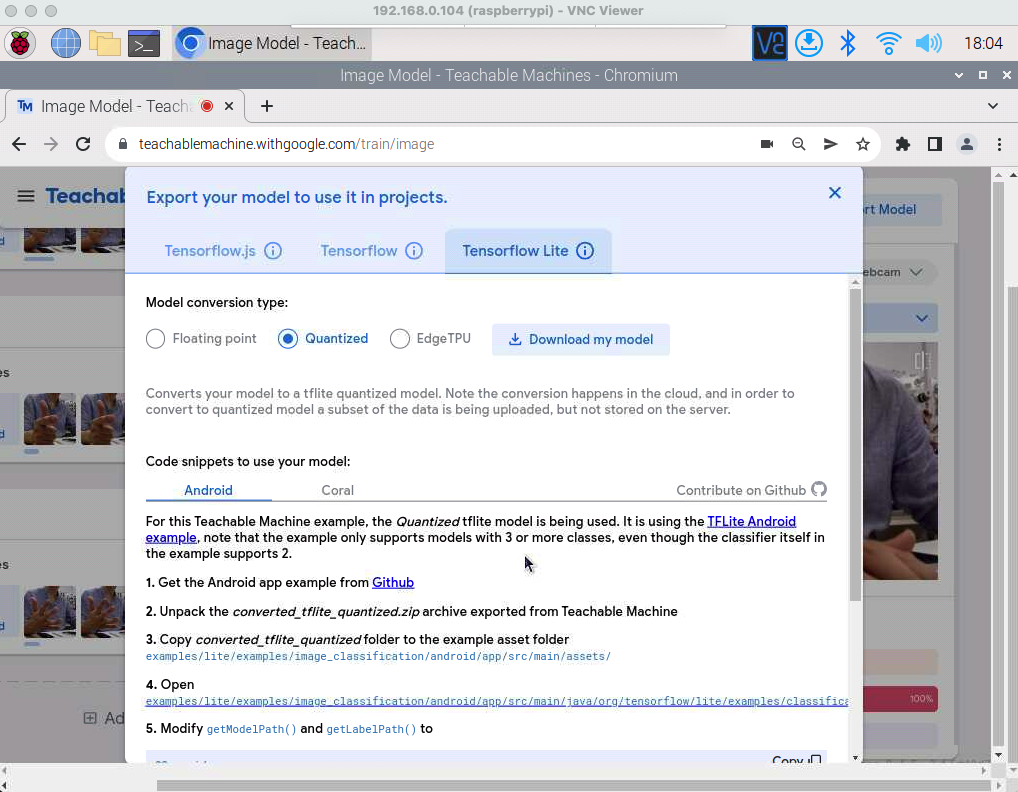 192.168.0.104 (raspberrypi) - VNC Viewer
Image Model - Teach...
18:04
Image Model - Teachable Machines - Chromium
Image Model - Teach
teachablemachine.withgoogle.com/train/image
Teachab
Export your model to use it in projects.
rt Model
Tensorflow.js
Tensorflow
Tensorflow Lite
ebcam
Model conversion type:
Floating point
Quantized
EdgeTPU
Download my model
Converts your model to a tflite quantized model. Note the conversion happens in the cloud, and in order to
convert to quantized model a subset of the data is being uploaded, but not stored on the server.
Code snippets to use your model:
Android
Coral
Contribute on Github
For this Teachable Machine example, the Quantized tflite model is being used. It is using the TFLite Android
example, note that the example only supports models with 3 or more classes, even though the classifier itself in
the example supports 2.
1. Get the Android app example from Github
2. Unpack the converted_tflite_quantized.zip archive exported from Teachable Machine
3. Copy converted_tflite_quantized folder to the example asset folder
examples/lite/examples/image_classification/android/app/src/main/assets/
4. Open
examples/lite/examples/image_classification/android/app/src/main/java/org/tensorflow/lite/examples/classifica
100%
Ad
5. Modify getModelPath() and getLabelPath() to
Copy